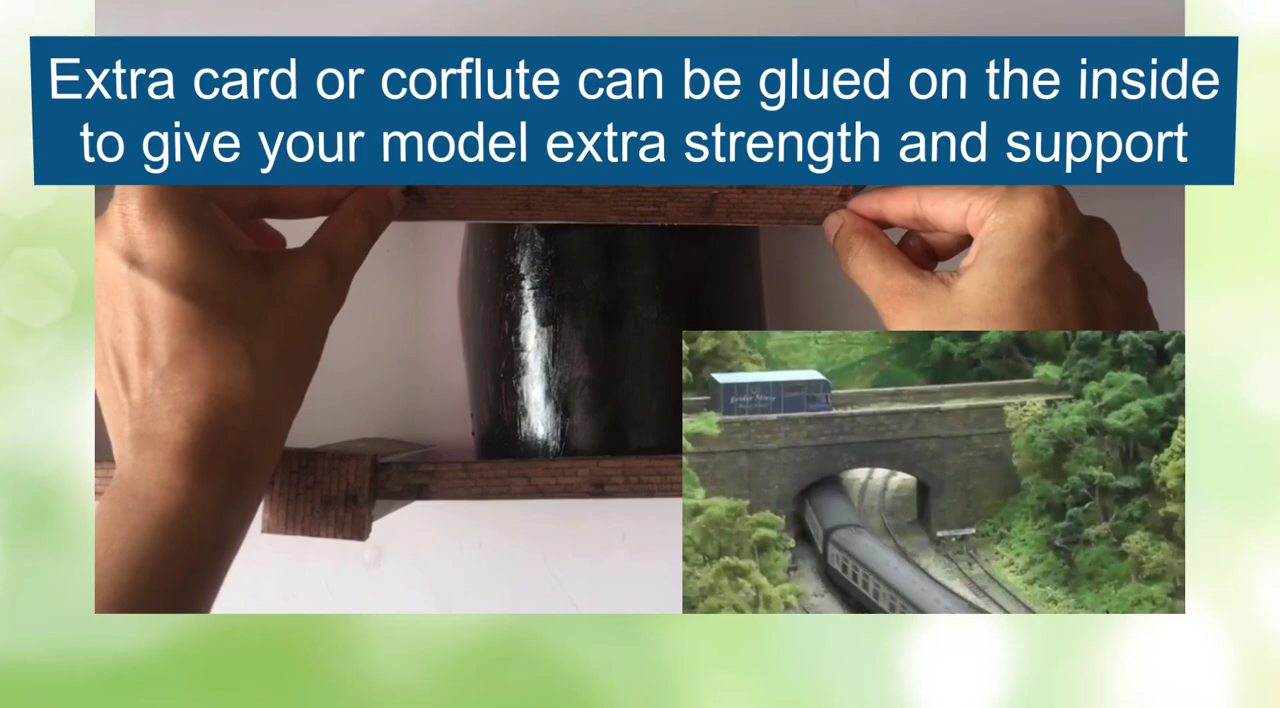 Extra card or corflute can be glued on the inside
to give your model extra strength and support